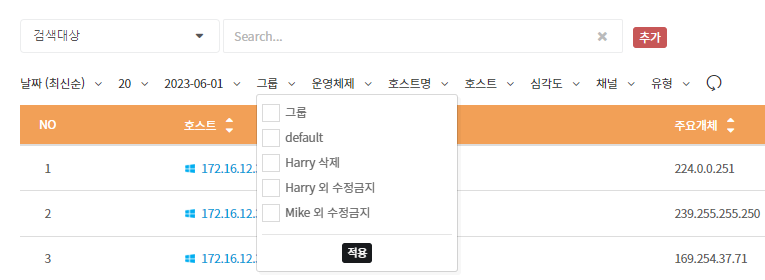 검색대상 Search... 추가
날짜 (최신순) 20 2023-06-01 그룹 운영체제 호스트명 호스트 심각도 채널 유형
NO 호스트 주요개체
그룹
default
1 172.16.12. 224.0.0.251
Harry 삭제
Harry 외 수정금지
2 172.16.12. 239.255.255.250
Mike 외 수정금지
적용
3 172.16.12. 169.254.37.71